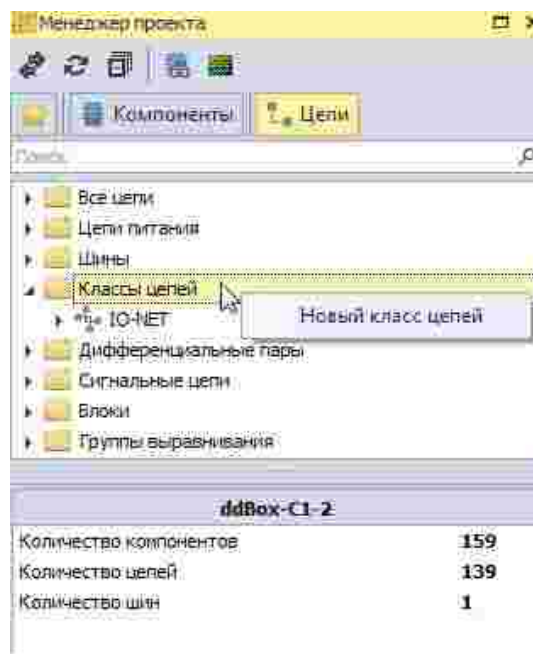 Менеджер проекта
Компоненты Цепи
Поиск
Все цепи
Цепи питания
Шины
Классы цепей
Новый класс цепей
IO-NET
Дифференциальные пары
Сигнальные цепи
Блоки
Группы выравнивания
ddBox-C1-2
Количество компонентов 159
Количество цепей 139
Количество шин 1